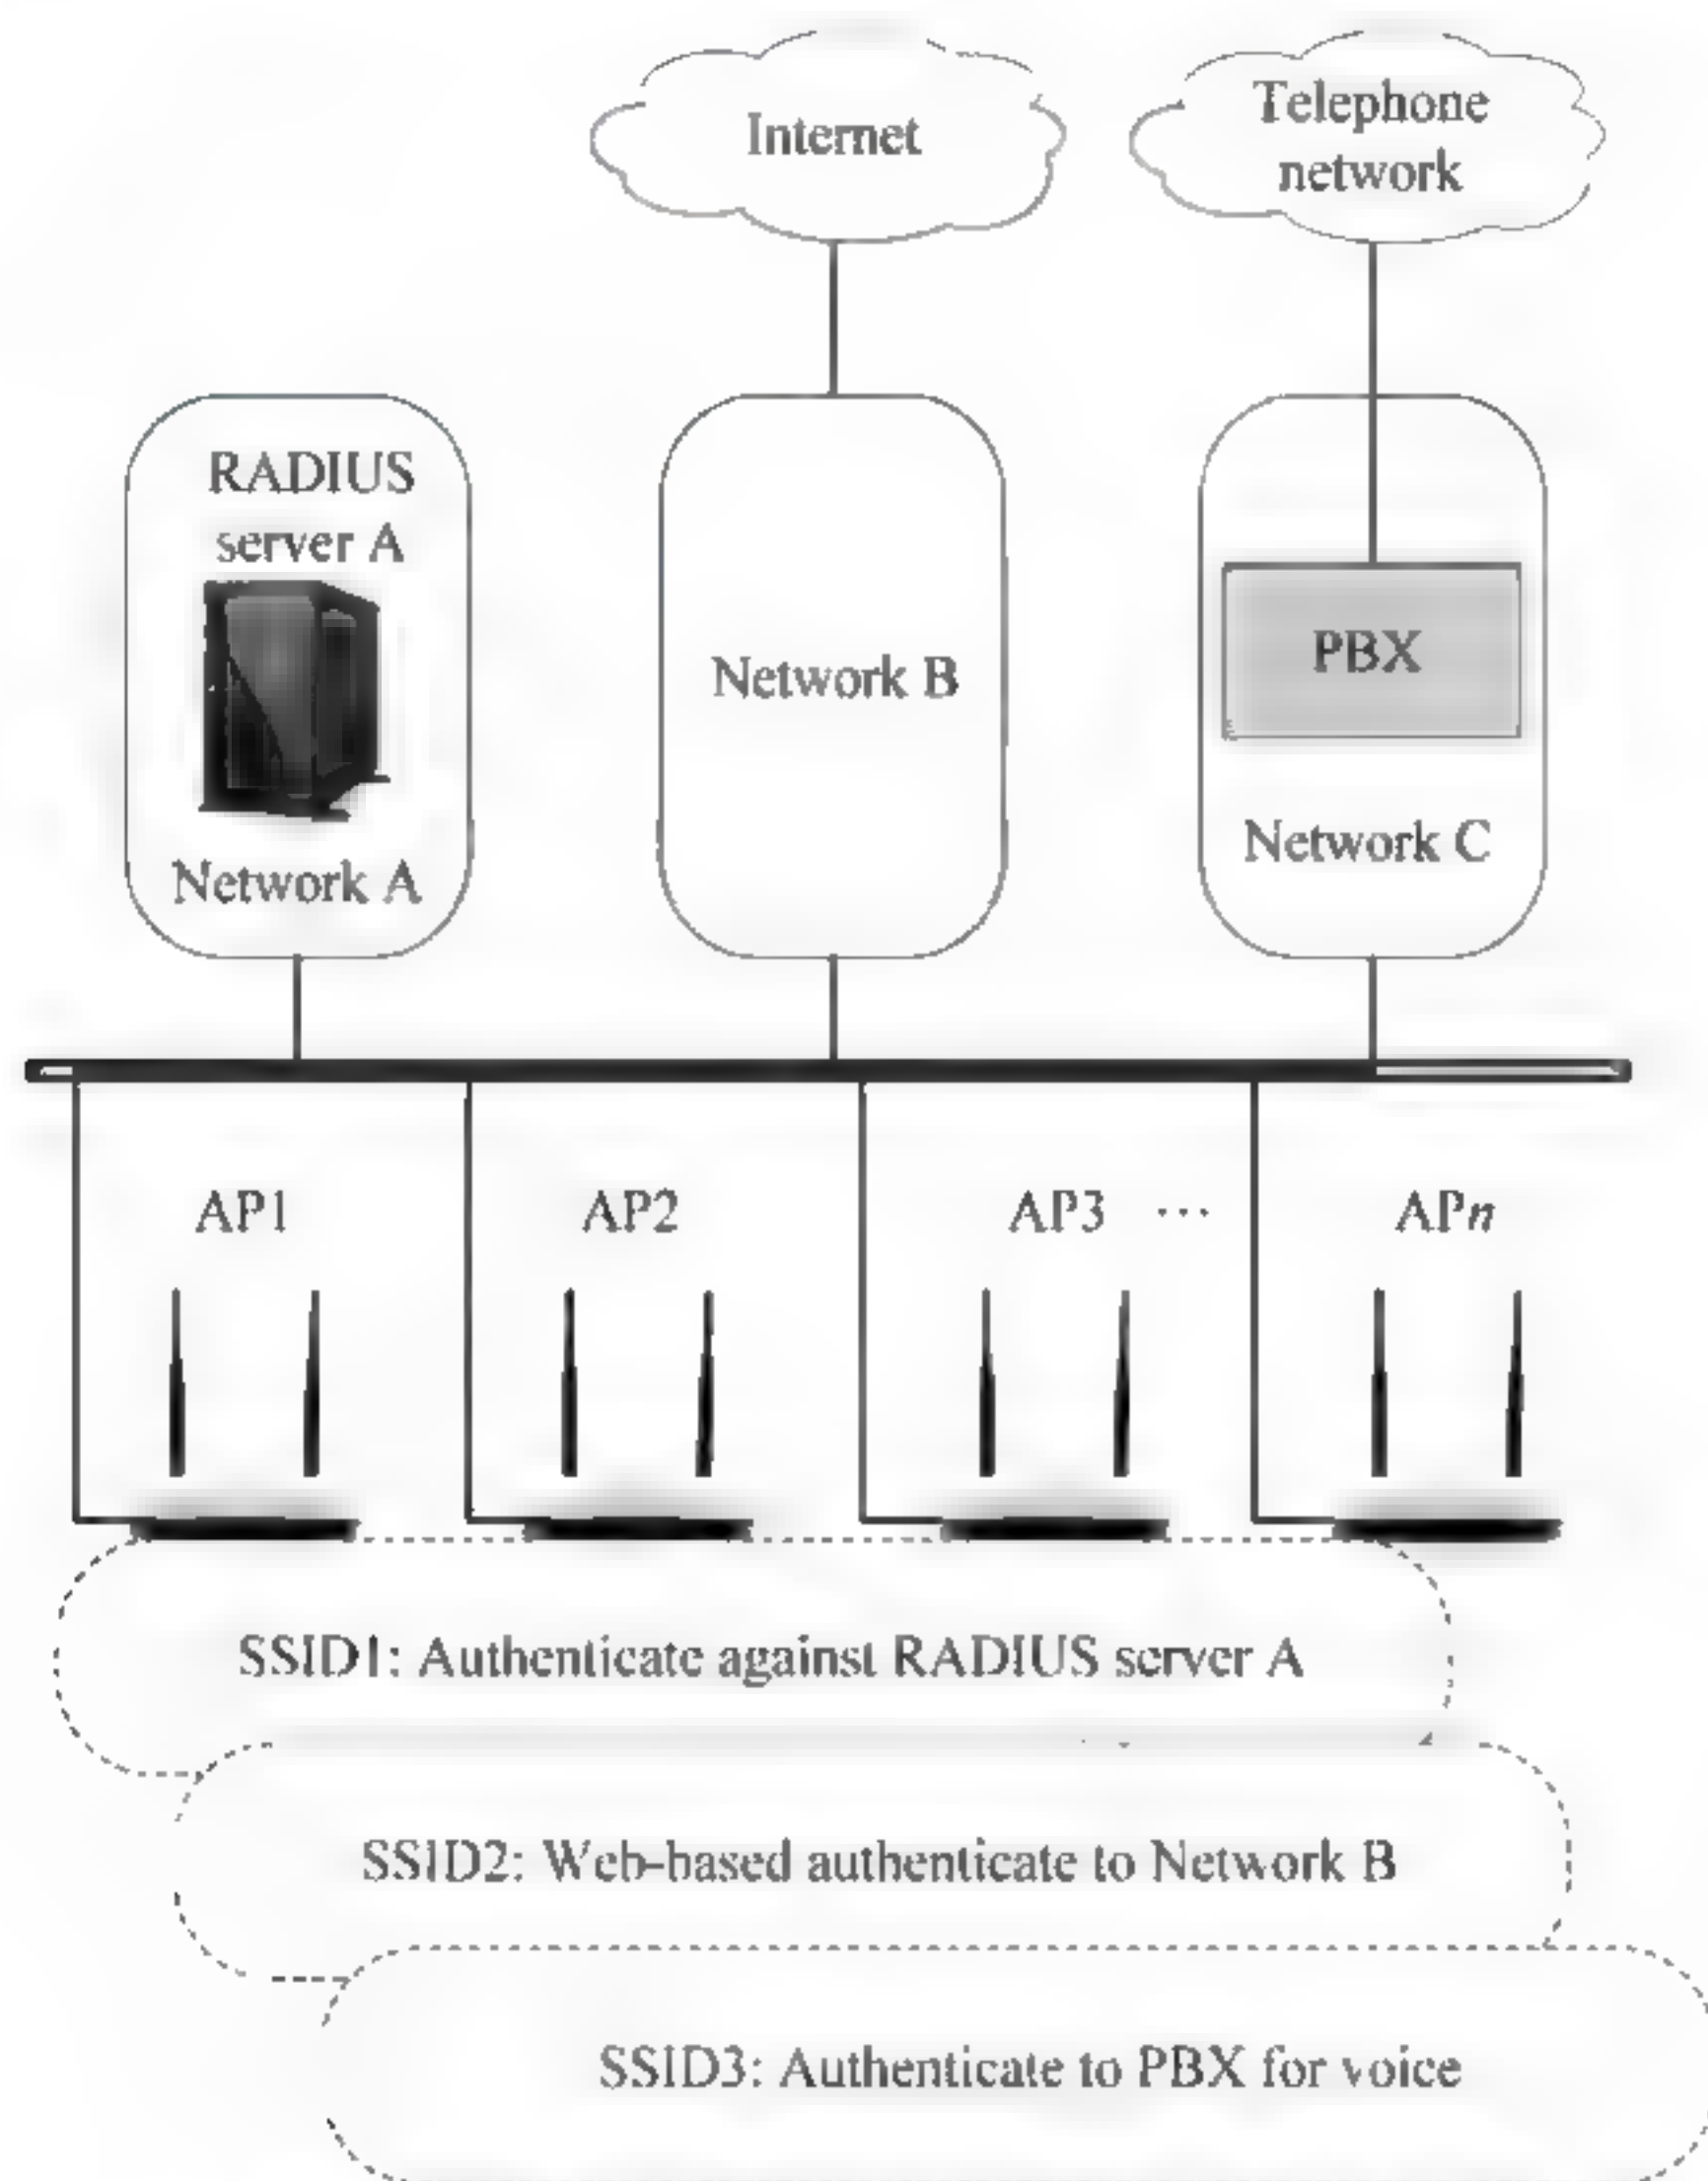 Internet
Telephone
network
RADIUS
server A
Network A
Network B
PBX
Network C
AP1
AP2
AP3 ...
APn
SSID1: Authenticate against RADIUS server A
SSID2: Web-based authenticate to Network B
SSID3: Authenticate to PBX for voice